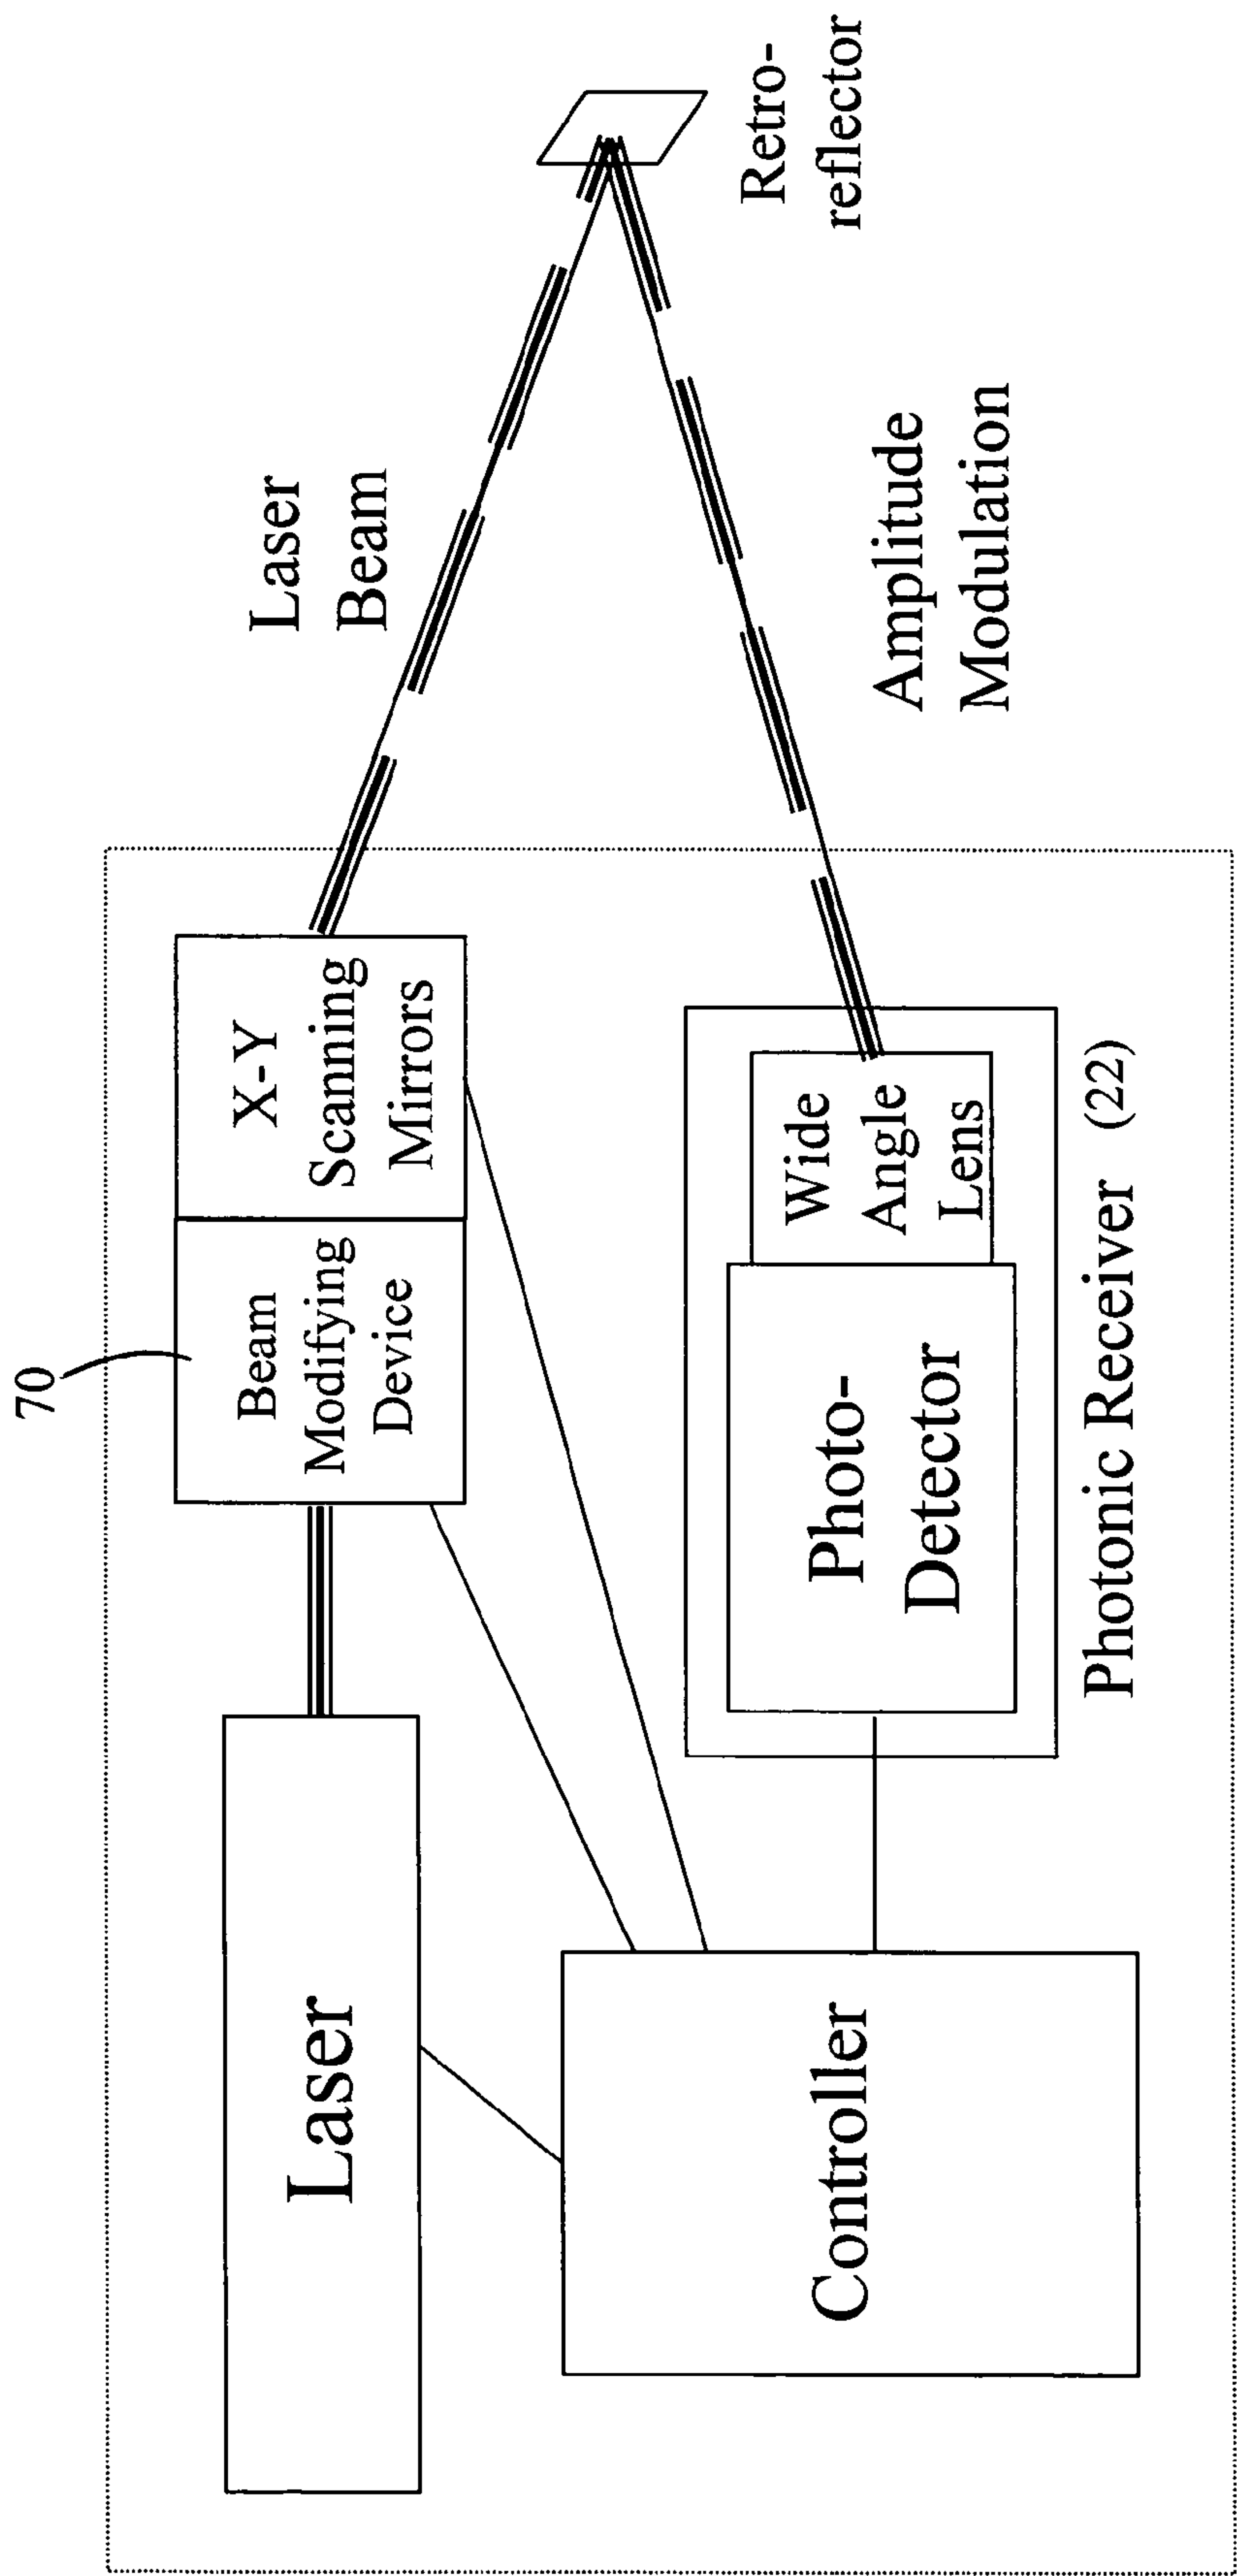 70
Laser
Beam
Modifying
Device
X-Y
Scanning
Mirrors
Laser
Beam
Retro-
reflector
Controller
Photo-
Detector
Wide
Angle
Lens
Photonic Receiver (22)
Amplitude
Modulation